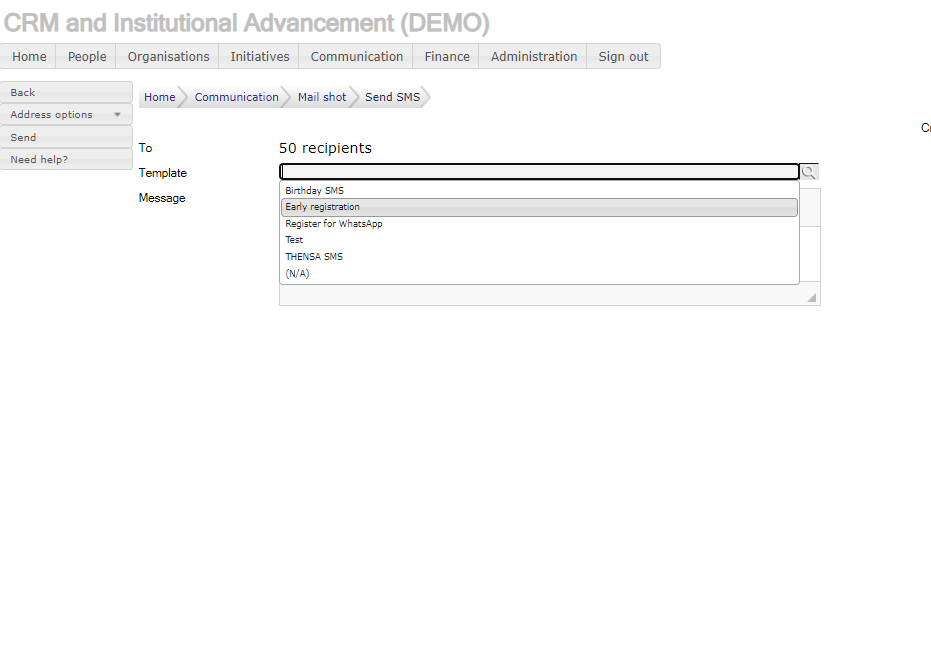 CRM and Institutional Advancement (DEMO)
Home People Organisations Initiatives Communication Finance Administration Sign out
Back
Address options
Send
Need help?
Home Communication Mail shot Send SMS
To 50 recipients
Template
Message
Birthday SMS
Early registration
Register for WhatsApp
Test
THENSA SMS
(N/A)